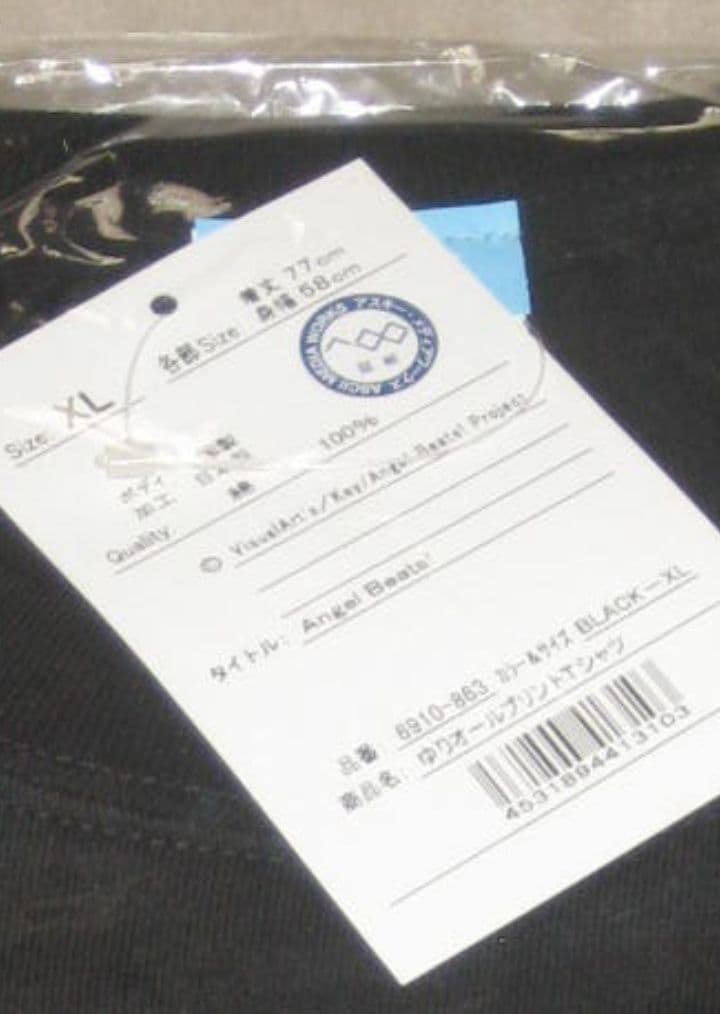 Size XL
各部Size 着丈 77cm
身幅 58cm
アスキー・メディアワークス ASCII MEDIA WORKS
ボディ 製
加工 日本
Quality. 綿 100%
© VisualArt's/Key/Angel Beats! Project
タイトル: Angel Beats!
品番 6910-863 カラー&サイズ BLACK-XL
商品名: ゆりオールプリントTシャツ
4531894413103